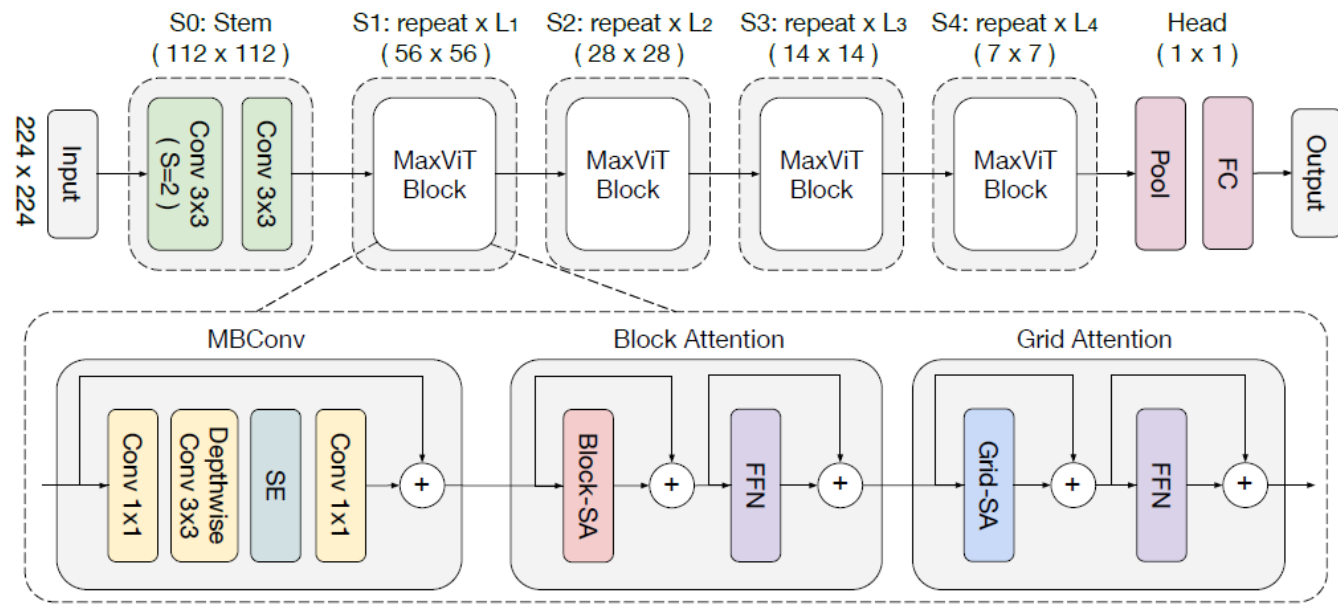 S0: Stem
( 112 x 112 )
S1: repeat x L1
( 56 x 56 )
S2: repeat x L2
( 28 x 28 )
S3: repeat x L3
( 14 x 14 )
S4: repeat x L4
( 7 x 7 )
Head
( 1 x 1 )
224 x 224
Input
Conv 3x3
( S=2 )
Conv 3x3
MaxViT
Block
MaxViT
Block
MaxViT
Block
MaxViT
Block
Pool
FC
Output
MBConv
Conv 1x1
Depthwise
Conv 3x3
SE
Conv 1x1
+
Block Attention
Block-SA
+
FFN
+
Grid Attention
Grid-SA
+
FFN
+